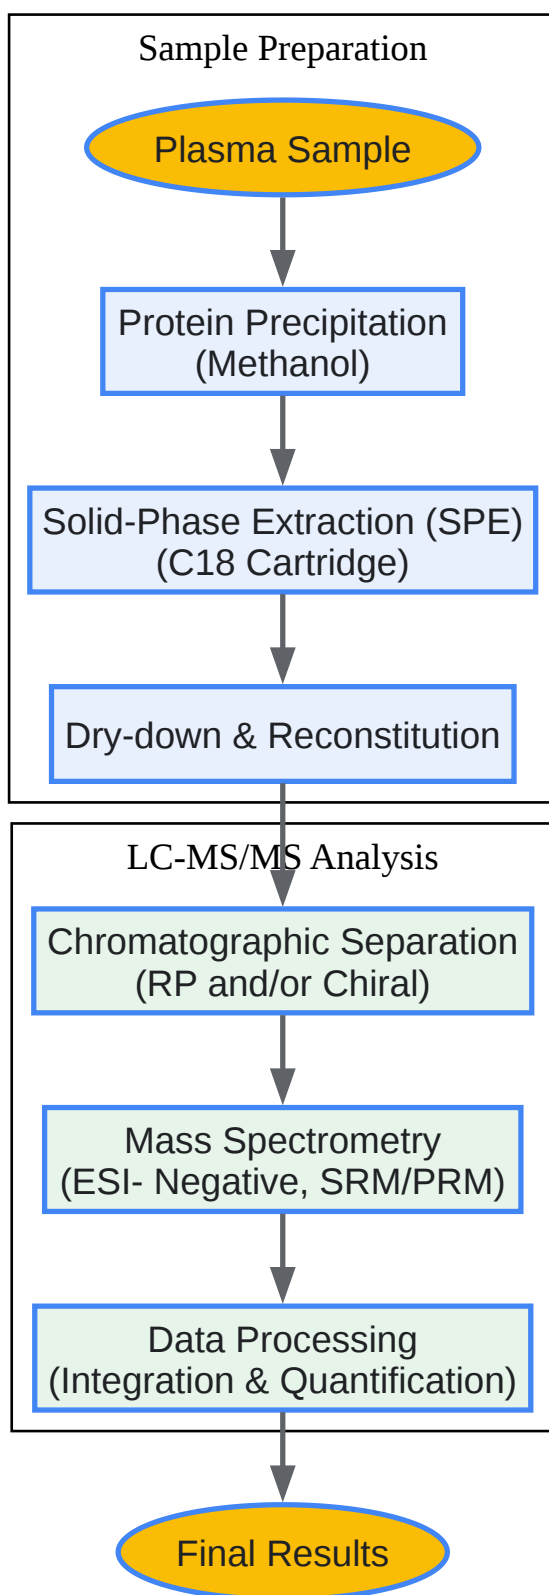 Sample Preparation
Plasma Sample
Protein Precipitation
(Methanol)
Solid-Phase Extraction (SPE)
(C18 Cartridge)
Dry-down & Reconstitution
LC-MS/MS Analysis
Chromatographic Separation
(RP and/or Chiral)
Mass Spectrometry
(ESI- Negative, SRM/PRM)
Data Processing
(Integration & Quantification)
Final Results